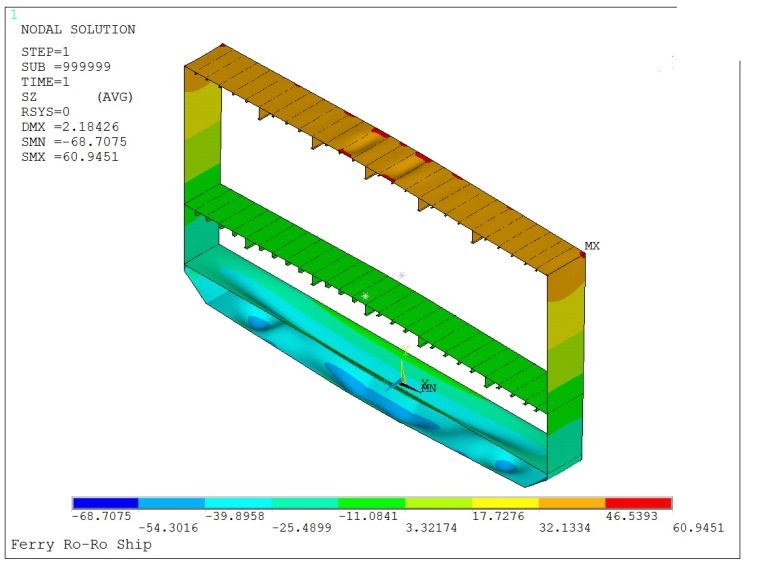 1
NODAL SOLUTION
STEP=1
SUB =999999
TIME=1
SZ (AVG)
RSYS=0
DMX =2.18426
SMN =-68.7075
SMX =60.9451
MX
MN
-68.7075
-54.3016
-39.8958
-25.4899
-11.0841
3.32174
17.7276
32.1334
46.5393
60.9451
Ferry Ro-Ro Ship